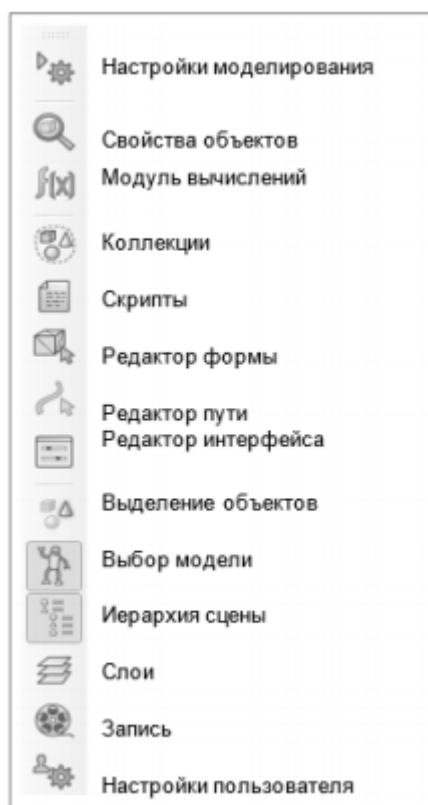 Настройки моделирования
Свойства объектов
f(x) Модуль вычислений
Коллекции
Скрипты
Редактор формы
Редактор пути
Редактор интерфейса
Выделение объектов
Выбор модели
Иерархия сцены
Слои
Запись
Настройки пользователя